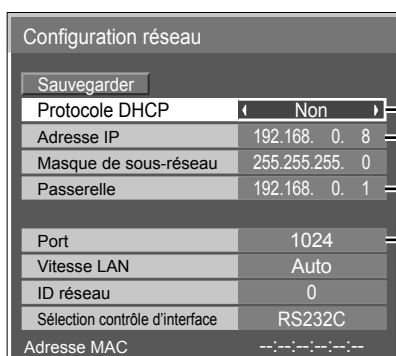 Configuration réseau
Sauvegarder
Protocole DHCP Non
Adresse IP 192.168. 0. 8
Masque de sous-réseau 255.255.255. 0
Passerelle 192.168. 0. 1
Port 1024
Vitesse LAN Auto
ID réseau 0
Sélection contrôle d'interface RS232C
Adresse MAC --:--:--:--:--:--